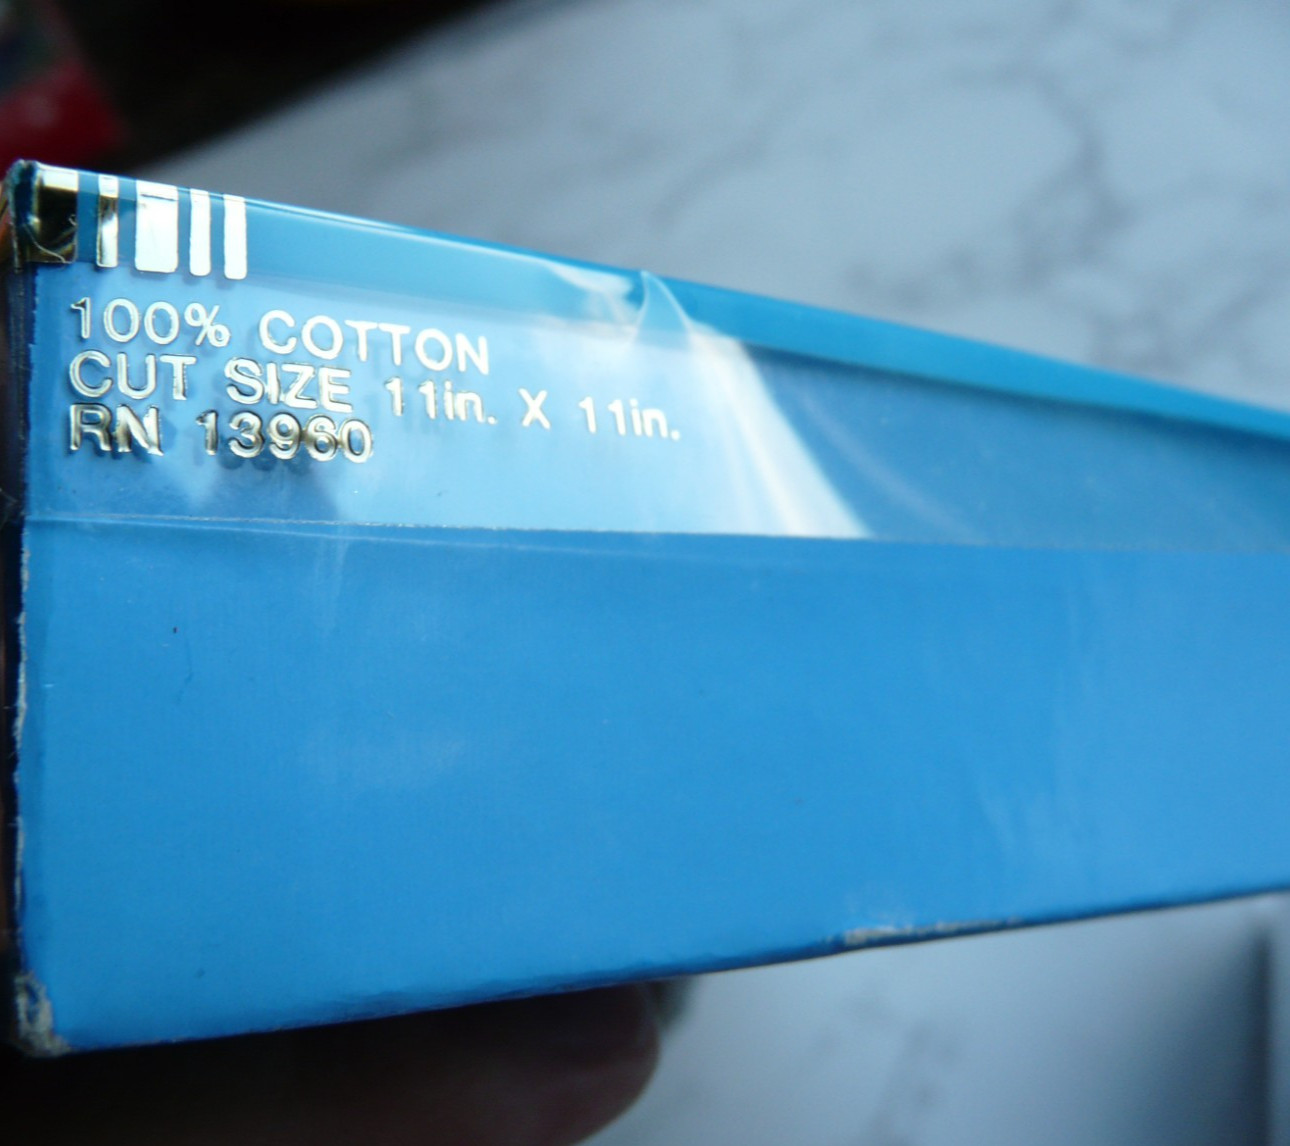 100% COTTON
CUT SIZE 11in. X 11in.
RN 13960